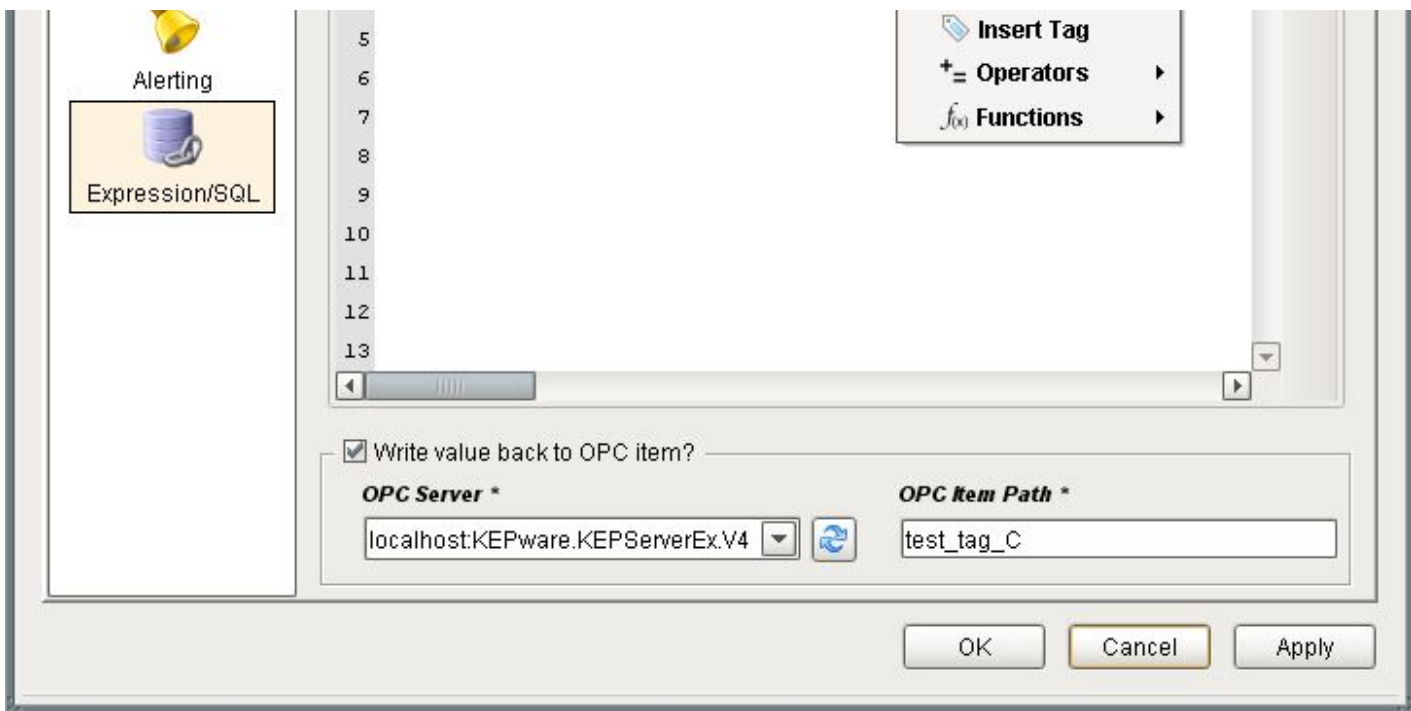 5
Insert Tag
Alerting
6
+= Operators
7
f(x) Functions
8
Expression/SQL
9
10
11
12
13
Write value back to OPC item?
OPC Server *
OPC Item Path *
localhost:KEPware.KEPServerEx.V4
test_tag_C
OK
Cancel
Apply